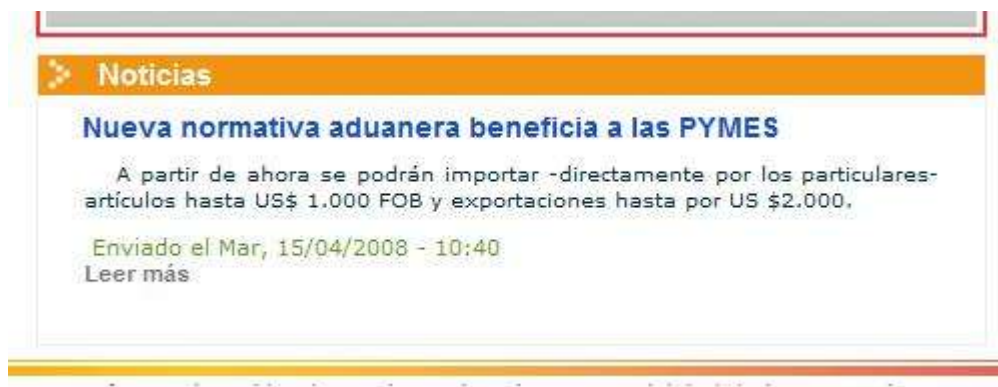 Noticias
Nueva normativa aduanera beneficia a las PYMES
A partir de ahora se podrán importar -directamente por los particulares-
artículos hasta US$ 1.000 FOB y exportaciones hasta por US $2.000.
Enviado el Mar, 15/04/2008 - 10:40
Leer más